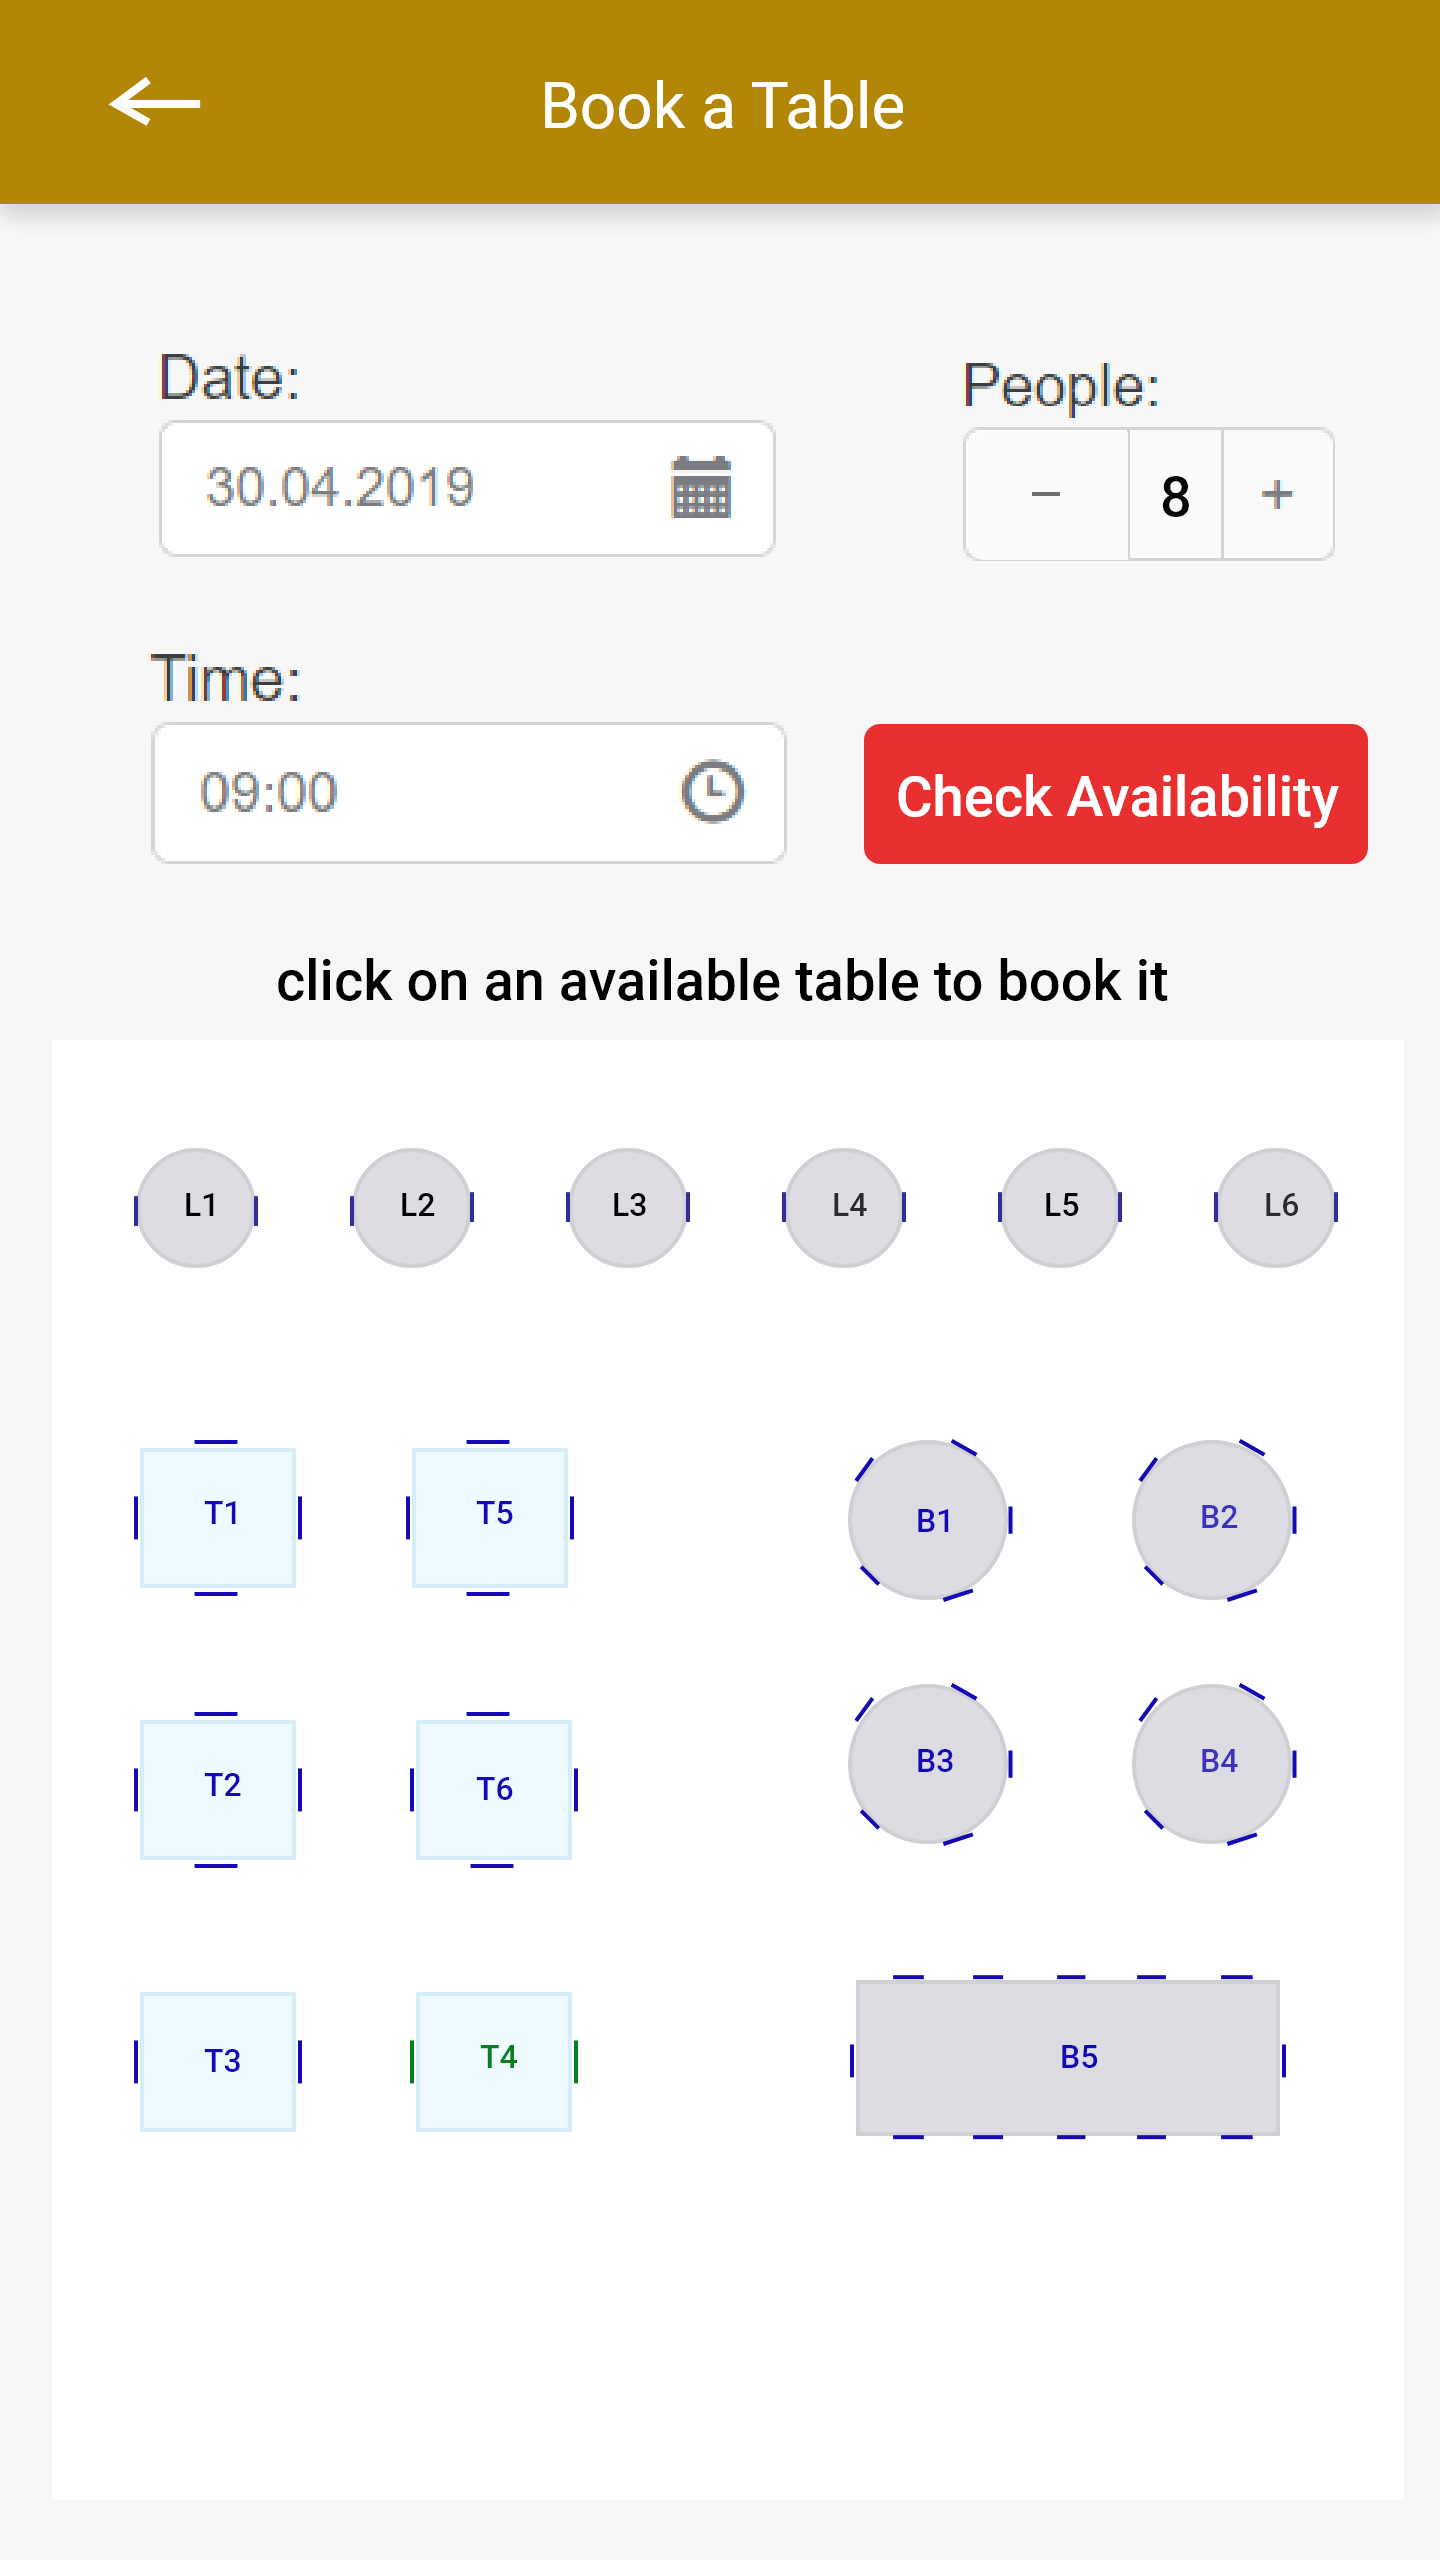 Book a Table
Date:
People:
30.04.2019
− 8 +
Time:
09:00
Check Availability
click on an available table to book it
L1 L2 L3 L4 L5 L6
T1 T5 B1 B2
T2 T6 B3 B4
T3 T4 B5